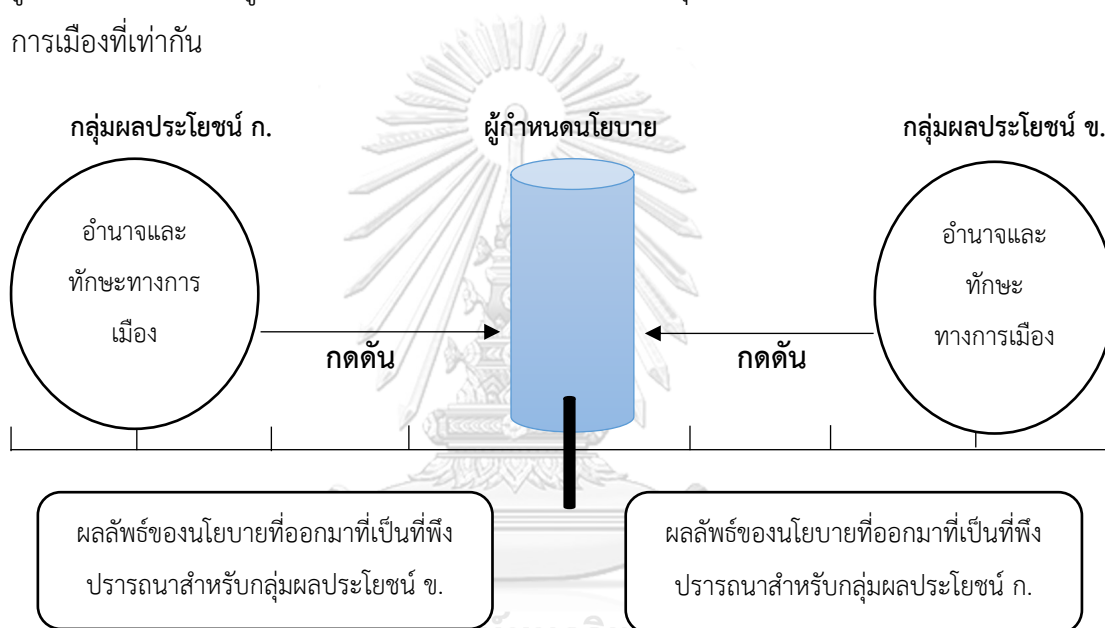 การเมืองที่เท่ากัน
กลุ่มผลประโยชน์ ก.
ผู้กำหนดนโยบาย
กลุ่มผลประโยชน์ ข.
อำนาจและ
ทักษะทางการ
เมือง
กดดัน
กดดัน
อำนาจและ
ทักษะ
ทางการเมือง
ผลลัพธ์ของนโยบายที่ออกมาที่เป็นที่พึง
ปรารถนาสำหรับกลุ่มผลประโยชน์ ข.
ผลลัพธ์ของนโยบายที่ออกมาที่เป็นที่พึง
ปรารถนาสำหรับกลุ่มผลประโยชน์ ก.